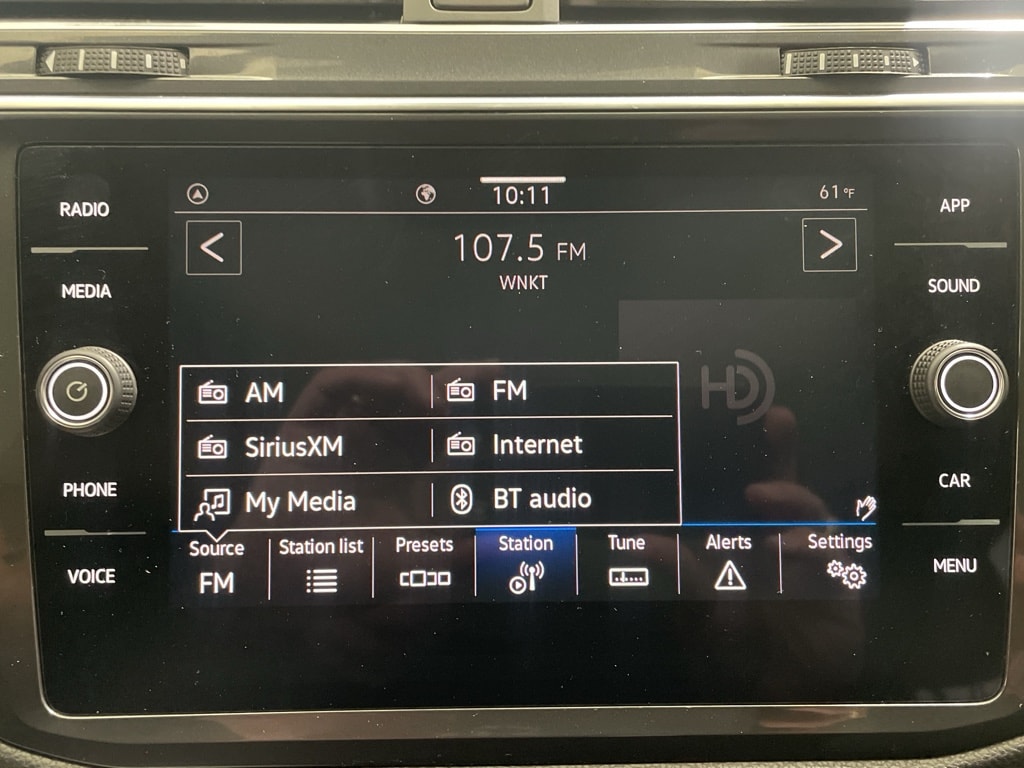 10:11
61°F
RADIO
APP
107.5 FM
WNKT
MEDIA
SOUND
HD
AM
FM
SiriusXM
Internet
My Media
BT audio
PHONE
CAR
Source
Station list
Presets
Station
Tune
Alerts
Settings
FM
VOICE
MENU